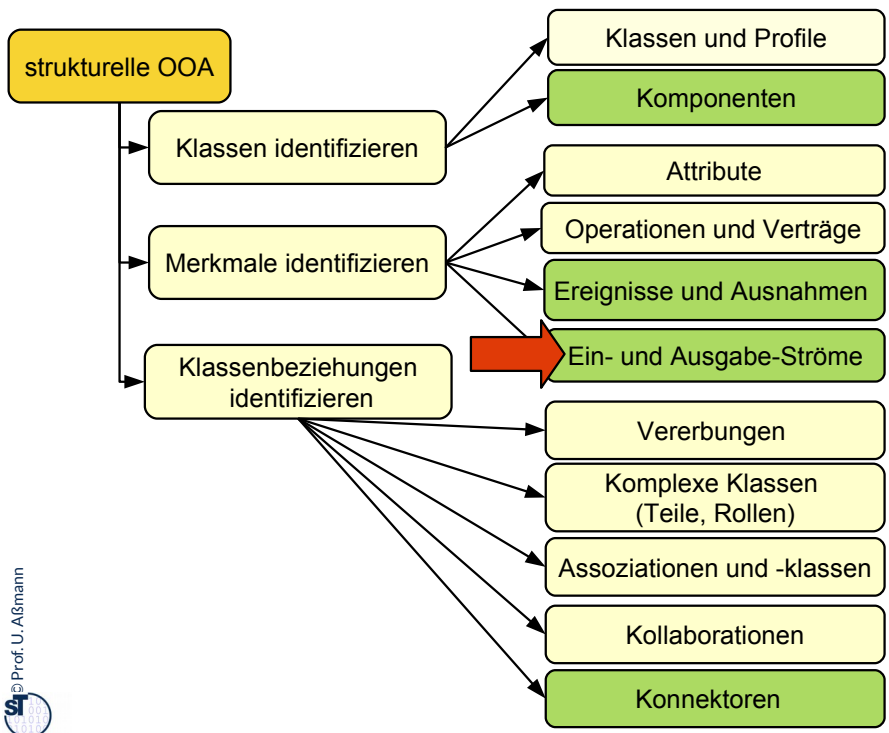 strukturelle OOA
Klassen identifizieren
Merkmale identifizieren
Klassenbeziehungen
identifizieren
Klassen und Profile
Komponenten
Attribute
Operationen und Verträge
Ereignisse und Ausnahmen
Ein- und Ausgabe-Ströme
Vererbungen
Komplexe Klassen
(Teile, Rollen)
Assoziationen und -klassen
Kollaborationen
Konnektoren
© Prof. U. Aßmann
ST